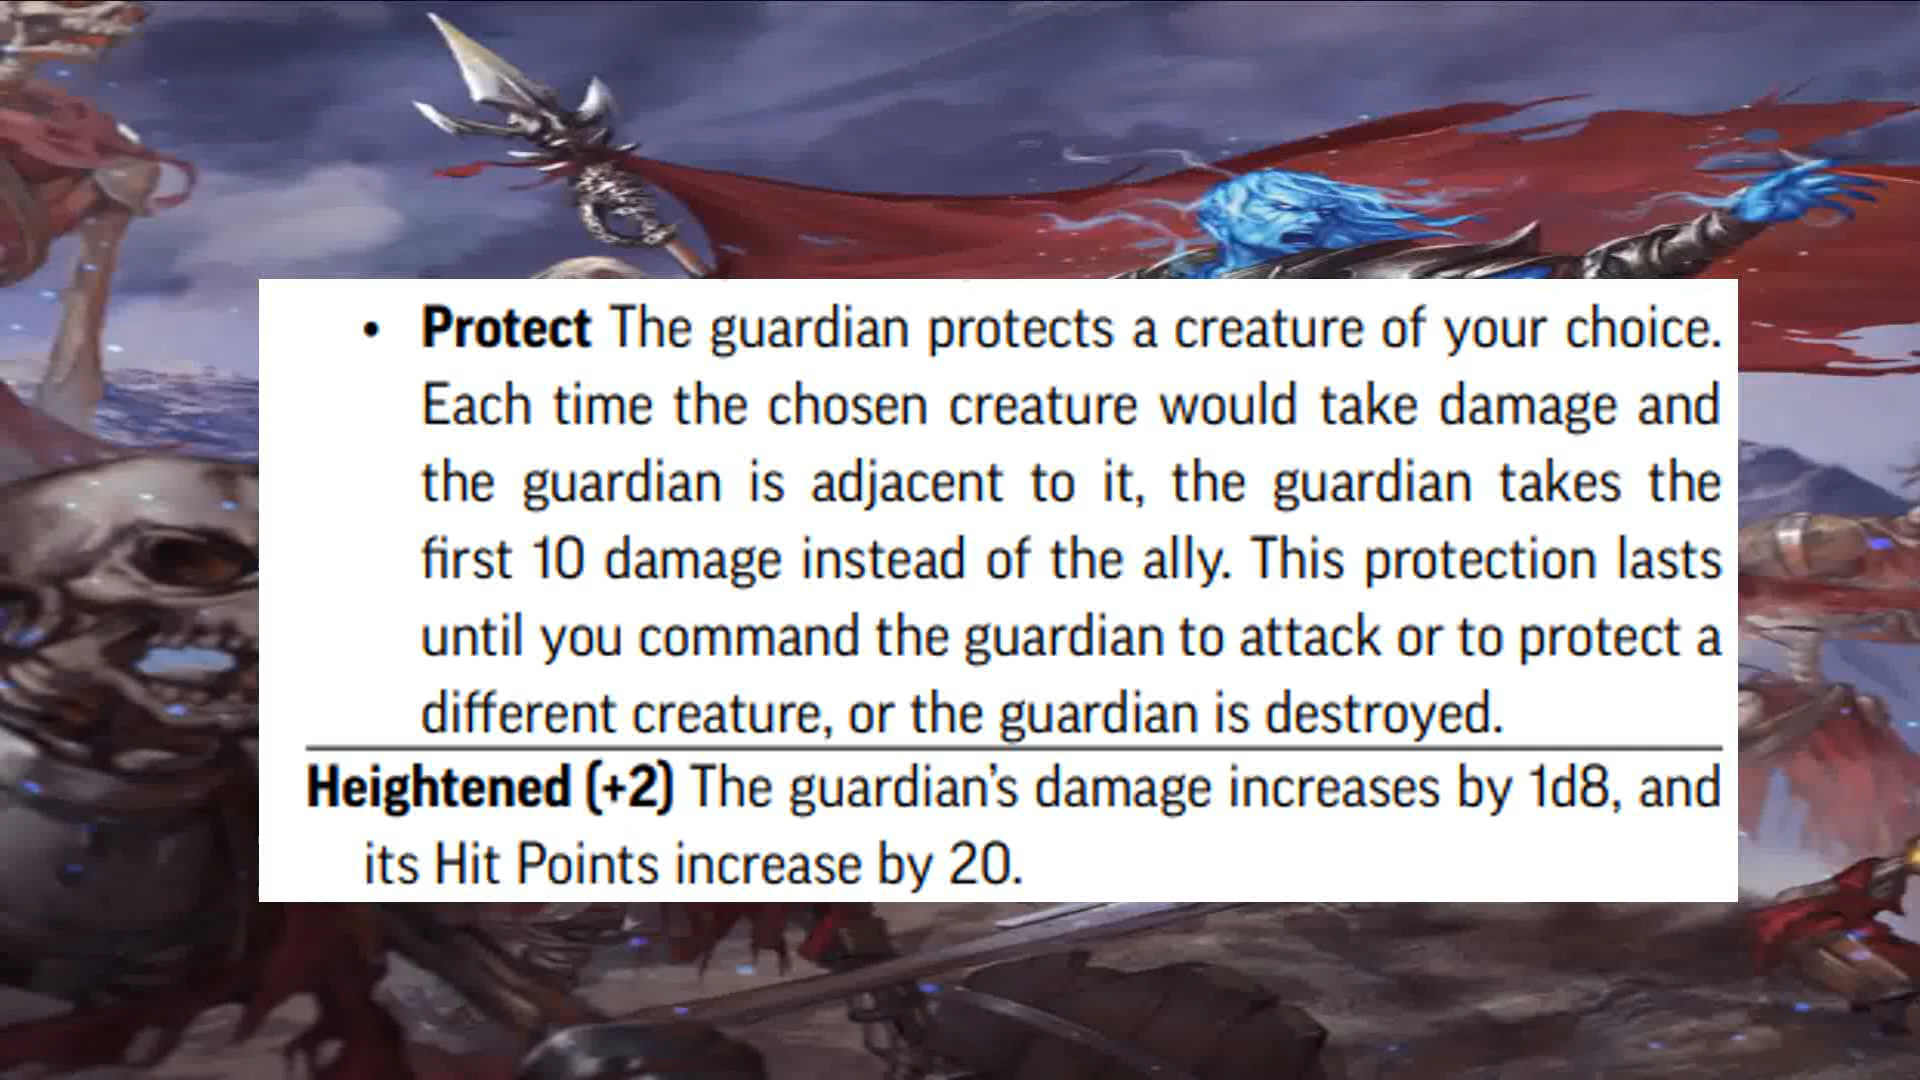 • Protect The guardian protects a creature of your choice.
Each time the chosen creature would take damage and
the guardian is adjacent to it, the guardian takes the
first 10 damage instead of the ally. This protection lasts
until you command the guardian to attack or to protect a
different creature, or the guardian is destroyed.
Heightened (+2) The guardian’s damage increases by 1d8, and
its Hit Points increase by 20.